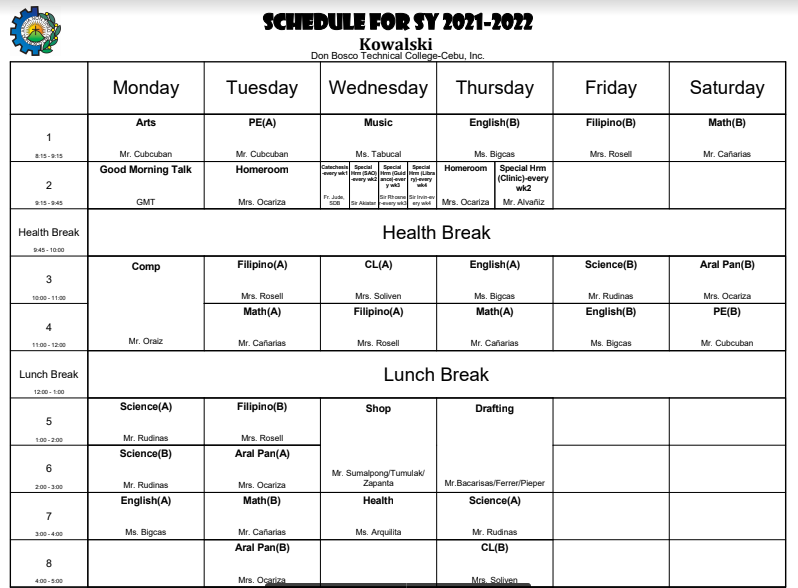 SCHEDULE FOR SY 2021-2022
Kowalski
Don Bosco Technical College-Cebu, Inc.
Monday Tuesday Wednesday Thursday Friday Saturday
1
8:15 - 9:15
Arts
Mr. Cubcuban
PE(A)
Mr. Cubcuban
Music
Ms. Tabucal
English(B)
Ms. Bigcas
Filipino(B)
Mrs. Rosell
Math(B)
Mr. Cañarias
2
9:15 - 9:45
Good Morning Talk
GMT
Homeroom
Mrs. Ocariza
Catechesis
-every wk1
Fr. Jude,
SDB
Special
Hrm (SAO)
-every wk2
Sir Akiatan
Special
Hrm (Guid
ance)-ever
y wk3
Sir Rhoene
r-every wk3
Special
Hrm (Libra
ry)-every
wk4
Sir Irvin-ev
ery wk4
Homeroom
Mrs. Ocariza
Special Hrm
(Clinic)-every
wk2
Mr. Alvañiz
Health Break
9:45 - 10:00
Health Break
3
10:00 - 11:00
Comp
Mr. Oraiz
Filipino(A)
Mrs. Rosell
CL(A)
Mrs. Soliven
English(A)
Ms. Bigcas
Science(B)
Mr. Rudinas
Aral Pan(B)
Mrs. Ocariza
4
11:00 - 12:00
Math(A)
Mr. Cañarias
Filipino(A)
Mrs. Rosell
Math(A)
Mr. Cañarias
English(B)
Ms. Bigcas
PE(B)
Mr. Cubcuban
Lunch Break
12:00 - 1:00
Lunch Break
5
1:00 - 2:00
Science(A)
Mr. Rudinas
Filipino(B)
Mrs. Rosell
Shop
Mr. Sumalpong/Tumulak/
Zapanta
Drafting
Mr.Bacarisas/Ferrer/Pieper
6
2:00 - 3:00
Science(B)
Mr. Rudinas
Aral Pan(A)
Mrs. Ocariza
7
3:00 - 4:00
English(A)
Ms. Bigcas
Math(B)
Mr. Cañarias
Health
Ms. Arquilita
Science(A)
Mr. Rudinas
8
4:00 - 5:00
Aral Pan(B)
Mrs. Ocariza
CL(B)
Mrs. Soliven